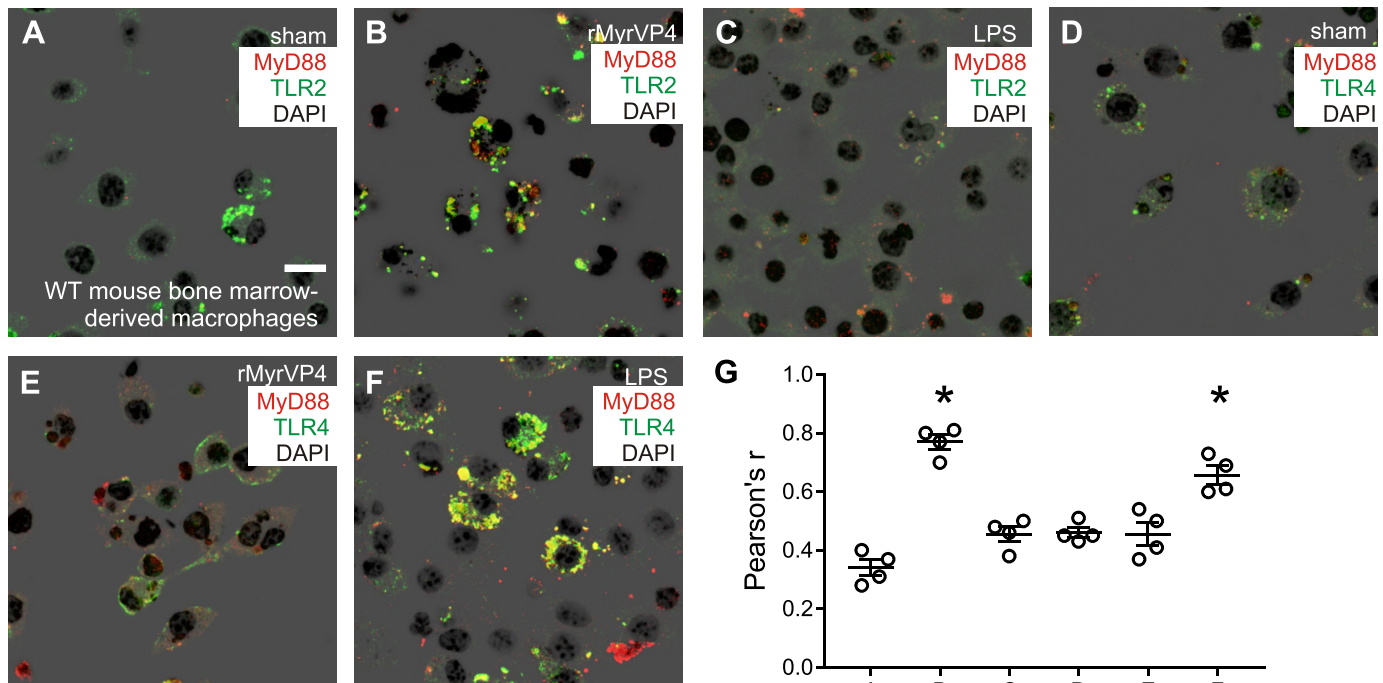 A
sham
MyD88
TLR2
DAPI
WT mouse bone marrow-
derived macrophages
B
rMyrVP4
MyD88
TLR2
DAPI
C
LPS
MyD88
TLR2
DAPI
D
sham
MyD88
TLR4
DAPI
E
rMyrVP4
MyD88
TLR4
DAPI
F
LPS
MyD88
TLR4
DAPI
G
Pearson's r
1.0
*
*
0.8
0.6
0.4
0.2
0.0